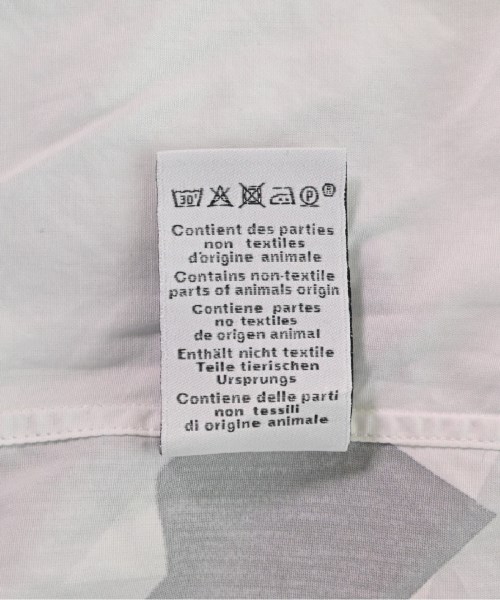 30°
P
®
Contient des parties
non textiles
d'origine animale
Contains non-textile
parts of animals origin
Contiene partes
no textiles
de origen animal
Enthält nicht textile
Teile tierischen
Ursprungs
Contiene delle parti
non tessili
di origine animale